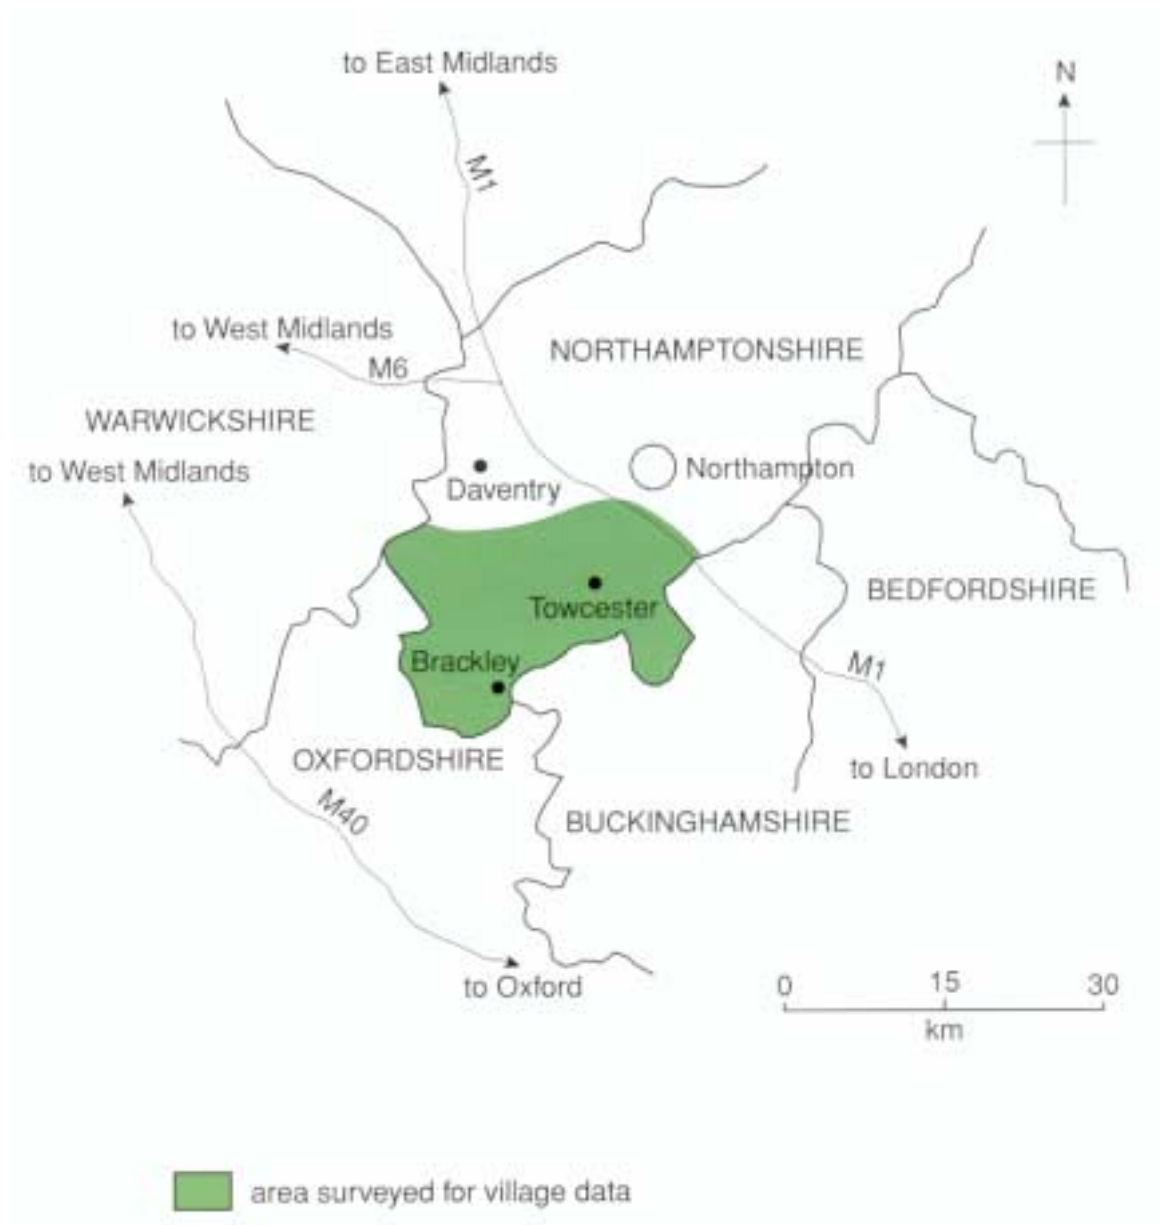 to East Midlands
N
M1
to West Midlands
NORTHAMPTONSHIRE
M6
WARWICKSHIRE
to West Midlands
Northampton
Daventry
BEDFORDSHIRE
Towcester
Brackley
M1
OXFORDSHIRE
to London
M40
BUCKINGHAMSHIRE
to Oxford
0 15 30
km
area surveyed for village data